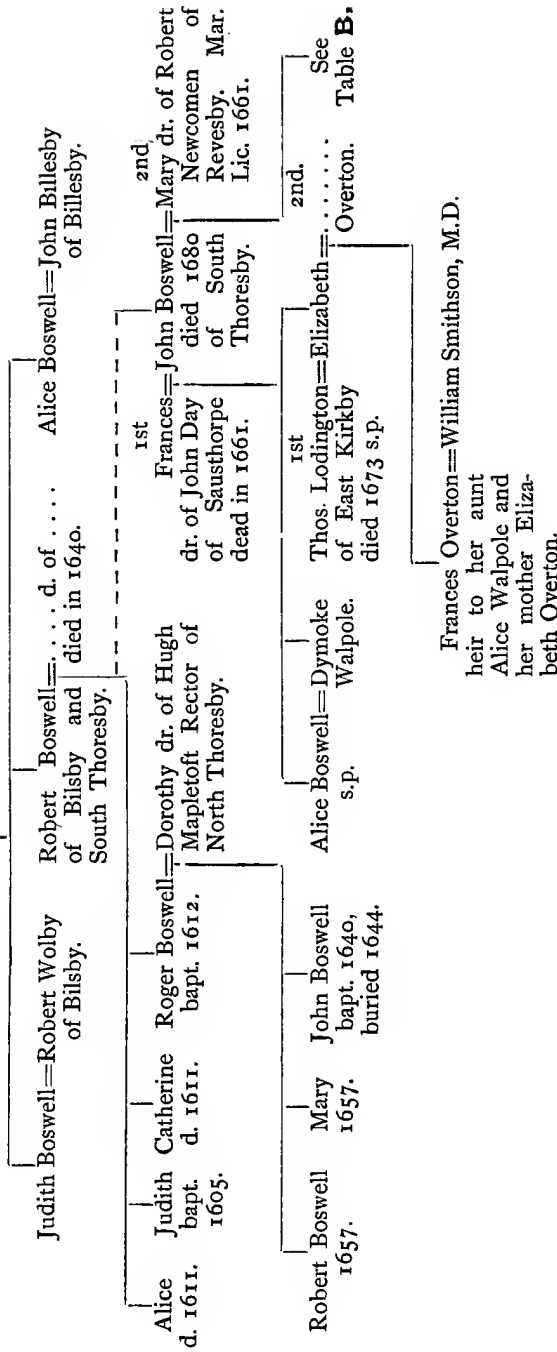 Judith Boswell=Robert Wolby
of Bilsby.
Robert Boswell=.... d. of ....
of Bilsby and died in 1640.
South Thoresby.
Alice Boswell=John Billesby
of Billesby.
Alice
d. 1611.
Judith
bapt.
1605.
Catherine
d. 1611.
Roger Boswell=Dorothy dr. of Hugh
bapt. 1612. Mapletoft Rector of
North Thoresby.
1st
Frances=John Boswell=Mary dr. of Robert
dr. of John Day
of Sausthorpe
dead in 1661.
died 1680
of South
Thoresby.
2nd
Newcomen of
Revesby. Mar.
Lic. 1661.
Robert Boswell
1657.
Mary
1657.
John Boswell
bapt. 1640,
buried 1644.
Alice Boswell=Dymoke
s.p. Walpole.
1st 2nd.
Thos. Lodington=Elizabeth=.......
of East Kirkby Overton.
died 1673 s.p.
See
Table B.
Frances Overton=William Smithson, M.D.
heir to her aunt
Alice Walpole and
her mother Eliza-
beth Overton.